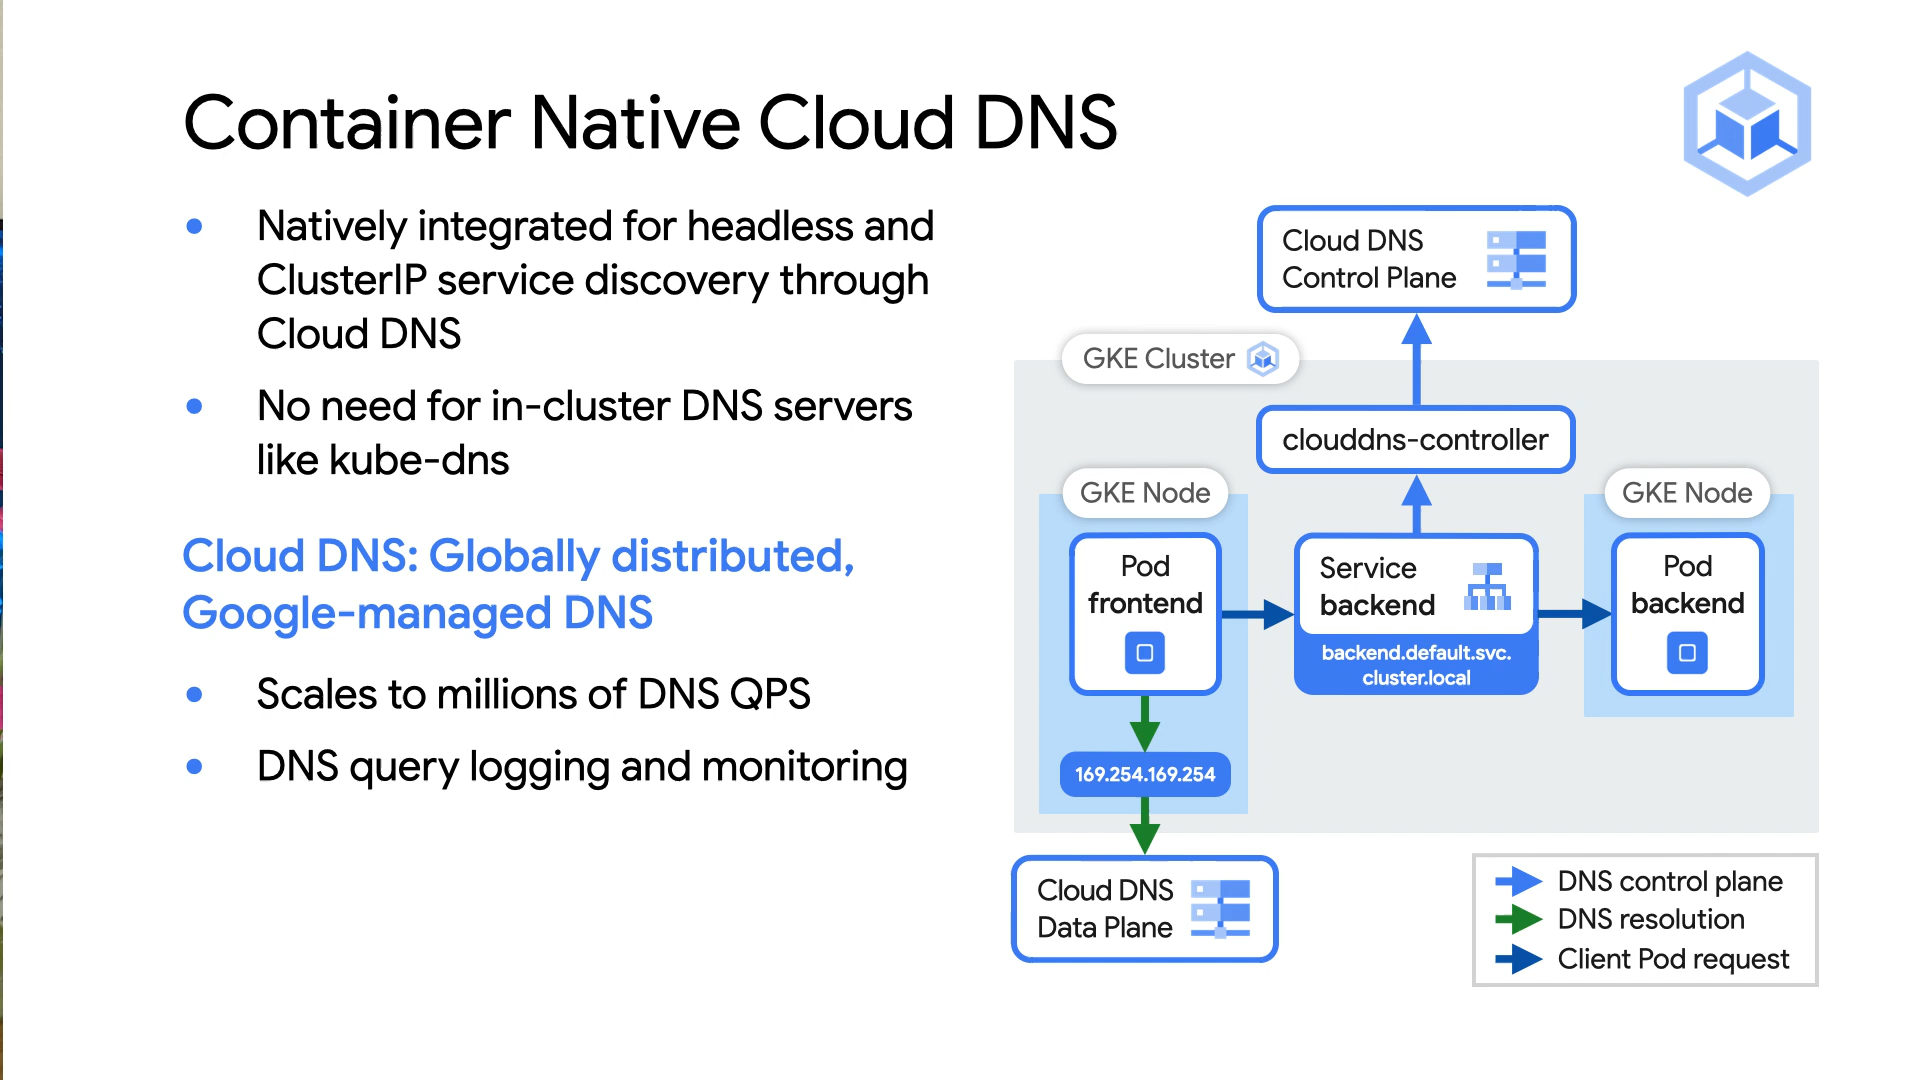 Container Native Cloud DNS
Natively integrated for headless and
ClusterIP service discovery through
Cloud DNS
No need for in-cluster DNS servers
like kube-dns
Cloud DNS: Globally distributed,
Google-managed DNS
Scales to millions of DNS QPS
DNS query logging and monitoring
Cloud DNS
Control Plane
GKE Cluster
clouddns-controller
GKE Node
GKE Node
Pod
frontend
Service
backend
backend.default.svc.
cluster.local
Pod
backend
169.254.169.254
Cloud DNS
Data Plane
DNS control plane
DNS resolution
Client Pod request